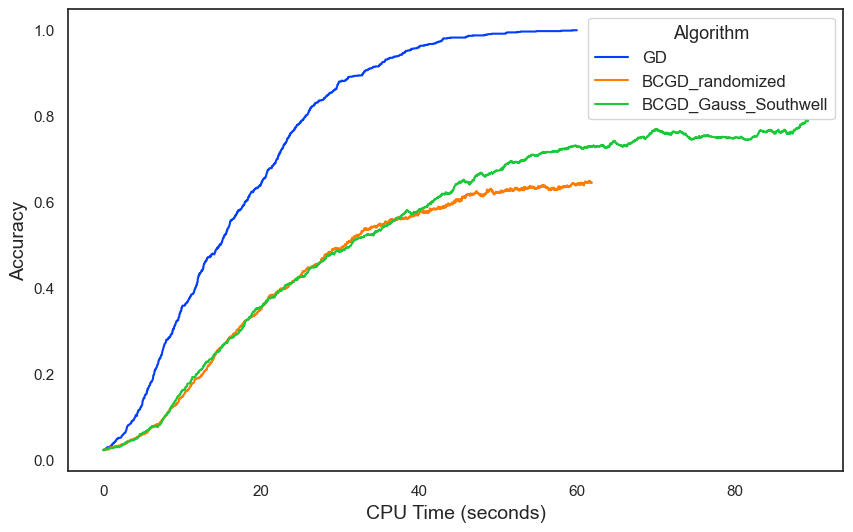 Algorithm
GD
BCGD_randomized
BCGD_Gauss_Southwell
1.0
0.8
0.6
0.4
0.2
0.0
Accuracy
0 20 40 60 80
CPU Time (seconds)